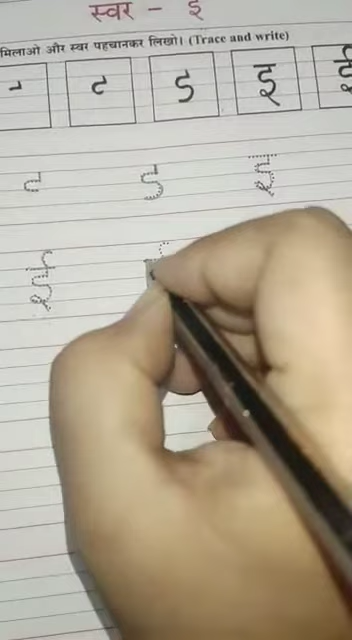 स्वर - ई
मिलाओ और स्वर पहचानकर लिखो। (Trace and write)
इ ई
इ
ई